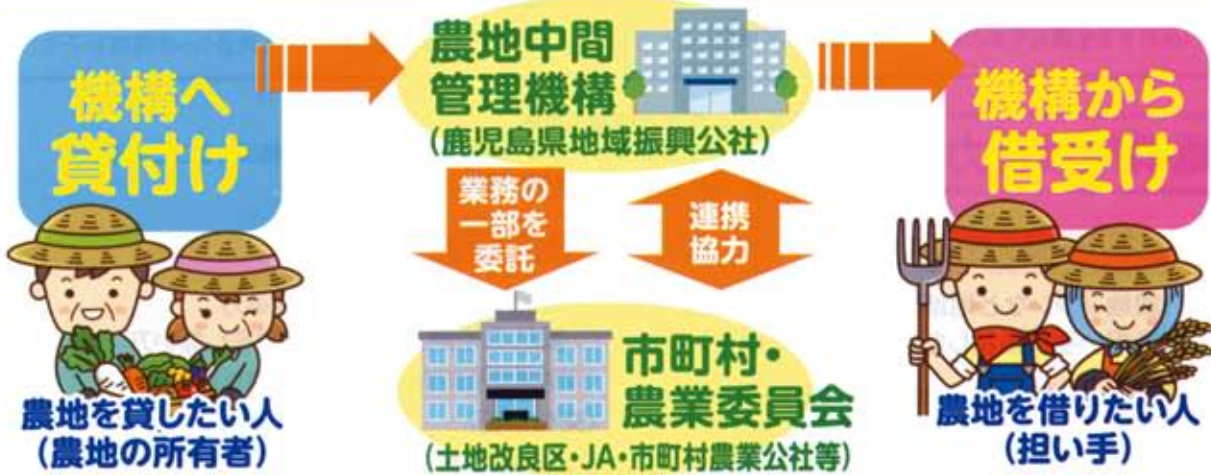 機構へ
貸付け
農地を貸したい人
(農地の所有者)
農地中間
管理機構
(鹿児島県地域振興公社)
業務の
一部を
委託
連携
協力
市町村・
農業委員会
(土地改良区・JA・市町村農業公社等)
機構から
借受け
農地を借りたい人
(担い手)